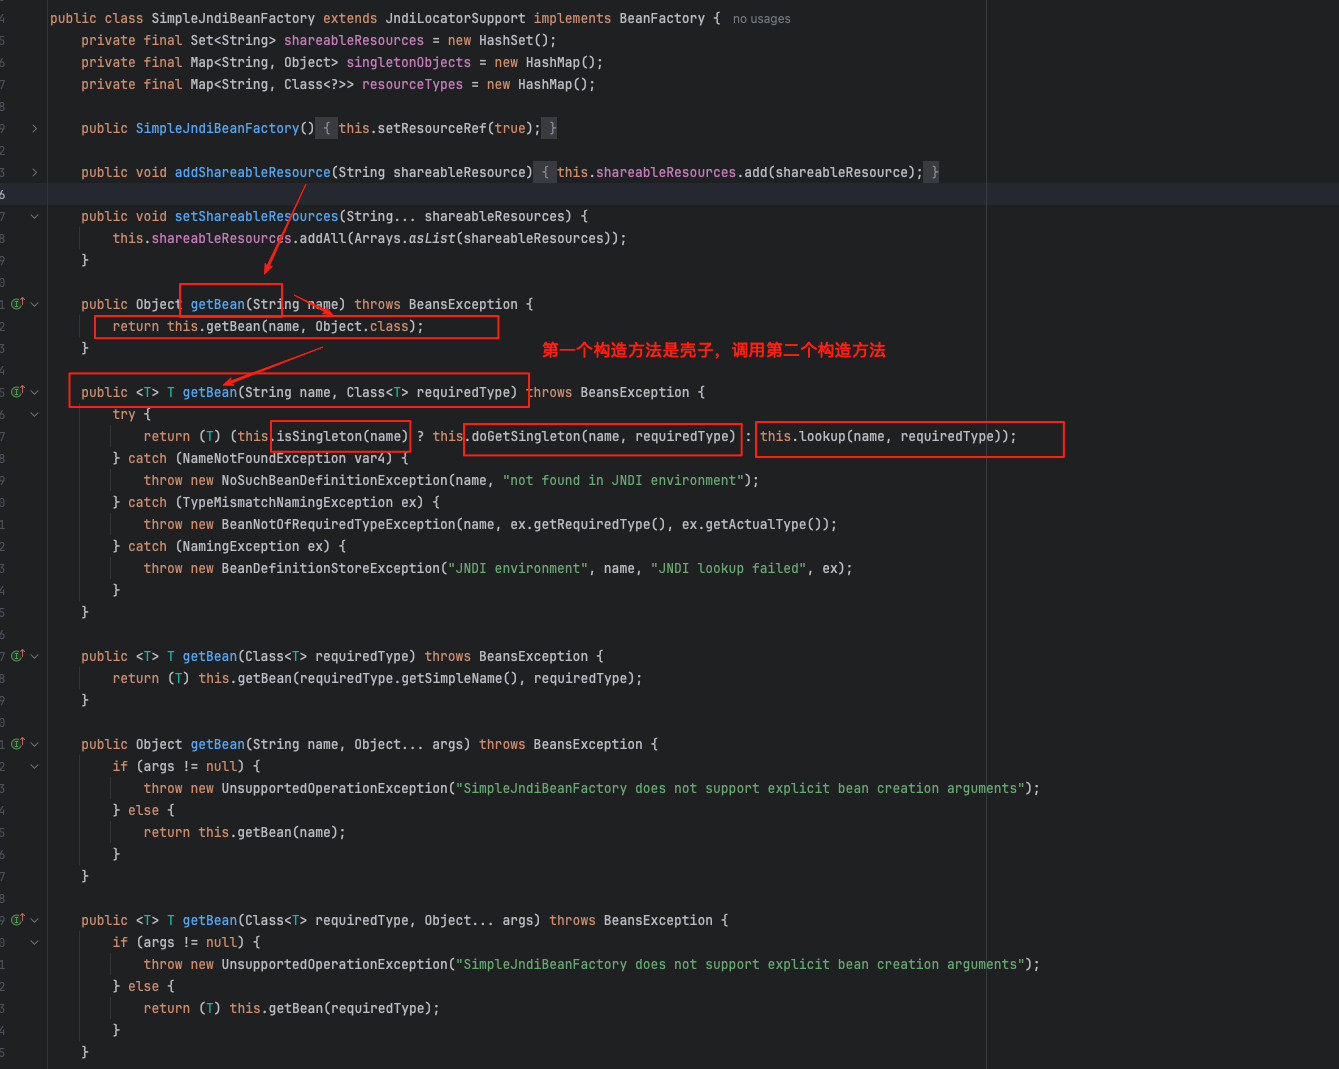 public class SimpleJndiBeanFactory extends JndiLocatorSupport implements BeanFactory {  no usages
    private final Set<String> shareableResources = new HashSet();
    private final Map<String, Object> singletonObjects = new HashMap();
    private final Map<String, Class<?>> resourceTypes = new HashMap();
    public SimpleJndiBeanFactory() { this.setResourceRef(true); }
    public void addShareableResource(String shareableResource) { this.shareableResources.add(shareableResource); }
    public void setShareableResources(String... shareableResources) {
        this.shareableResources.addAll(Arrays.asList(shareableResources));
    }
    public Object getBean(String name) throws BeansException {
        return this.getBean(name, Object.class);
    }
第一个构造方法是壳子，调用第二个构造方法
    public <T> T getBean(String name, Class<T> requiredType) throws BeansException {
        try {
            return (T) (this.isSingleton(name) ? this.doGetSingleton(name, requiredType) : this.lookup(name, requiredType));
        } catch (NameNotFoundException var4) {
            throw new NoSuchBeanDefinitionException(name, "not found in JNDI environment");
        } catch (TypeMismatchNamingException ex) {
            throw new BeanNotOfRequiredTypeException(name, ex.getRequiredType(), ex.getActualType());
        } catch (NamingException ex) {
            throw new BeanDefinitionStoreException("JNDI environment", name, "JNDI lookup failed", ex);
        }
    }
    public <T> T getBean(Class<T> requiredType) throws BeansException {
        return (T) this.getBean(requiredType.getSimpleName(), requiredType);
    }
    public Object getBean(String name, Object... args) throws BeansException {
        if (args != null) {
            throw new UnsupportedOperationException("SimpleJndiBeanFactory does not support explicit bean creation arguments");
        } else {
            return this.getBean(name);
        }
    }
    public <T> T getBean(Class<T> requiredType, Object... args) throws BeansException {
        if (args != null) {
            throw new UnsupportedOperationException("SimpleJndiBeanFactory does not support explicit bean creation arguments");
        } else {
            return (T) this.getBean(requiredType);
        }
    }